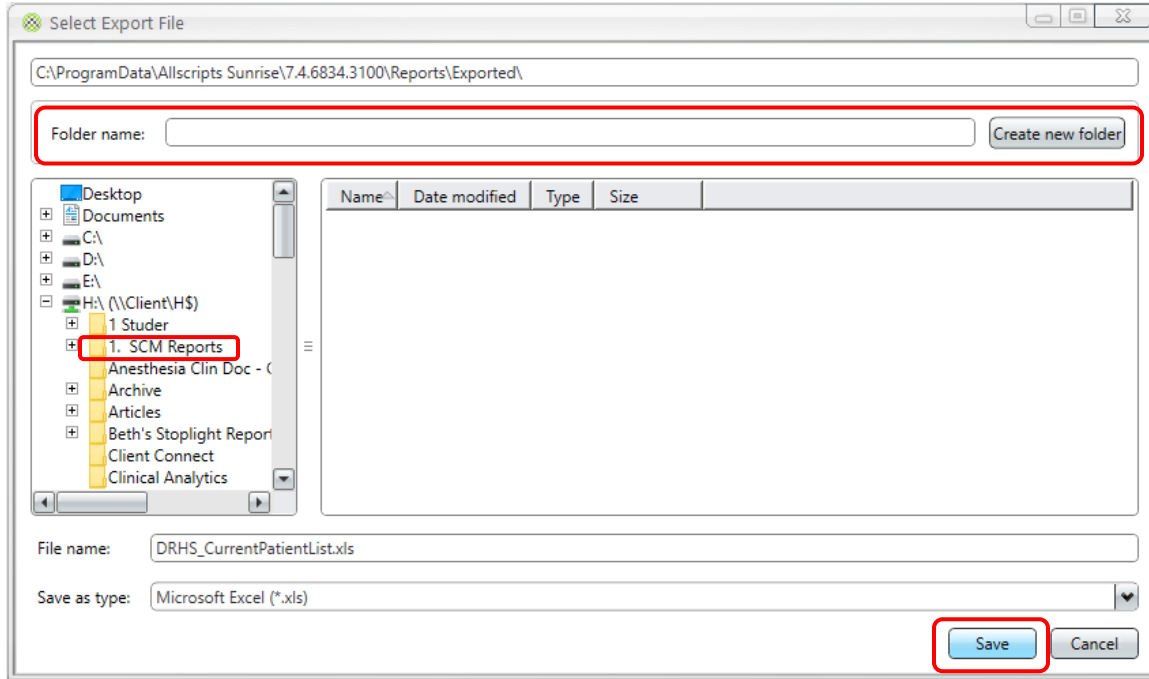 Select Export File
C:\ProgramData\Allscripts Sunrise\7.4.6834.3100\Reports\Exported\
Folder name: Create new folder
Desktop
Documents
C:\
D:\
E:\
H:\ (\\Client\H$)
1 Studer
1. SCM Reports
Anesthesia Clin Doc - (
Archive
Articles
Beth's Stoplight Report
Client Connect
Clinical Analytics
Name Date modified Type Size
File name: DRHS_CurrentPatientList.xls
Save as type: Microsoft Excel (*.xls)
Save Cancel